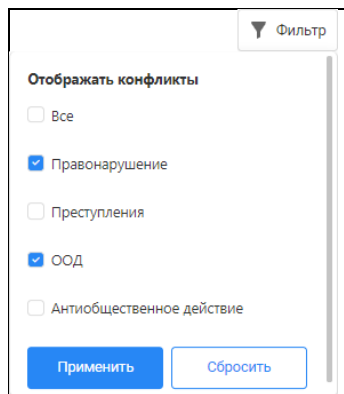 Фильтр
Отображать конфликты
Все
Правонарушение
Преступления
ООД
Антиобщественное действие
Применить
Сбросить